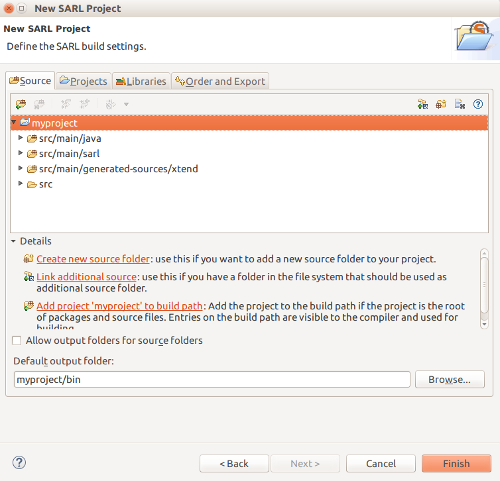 New SARL Project
New SARL Project
Define the SARL build settings.
Source Projects Libraries Order and Export
myproject
src/main/java
src/main/sarl
src/main/generated-sources/xtend
src
Details
Create new source folder: use this if you want to add a new source folder to your project.
Link additional source: use this if you have a folder in the file system that should be used as
additional source folder.
Add project 'myproject' to build path: Add the project to the build path if the project is the root
of packages and source files. Entries on the build path are visible to the compiler and used for
building.
Allow output folders for source folders
Default output folder:
myproject/bin Browse...
< Back Next > Cancel Finish